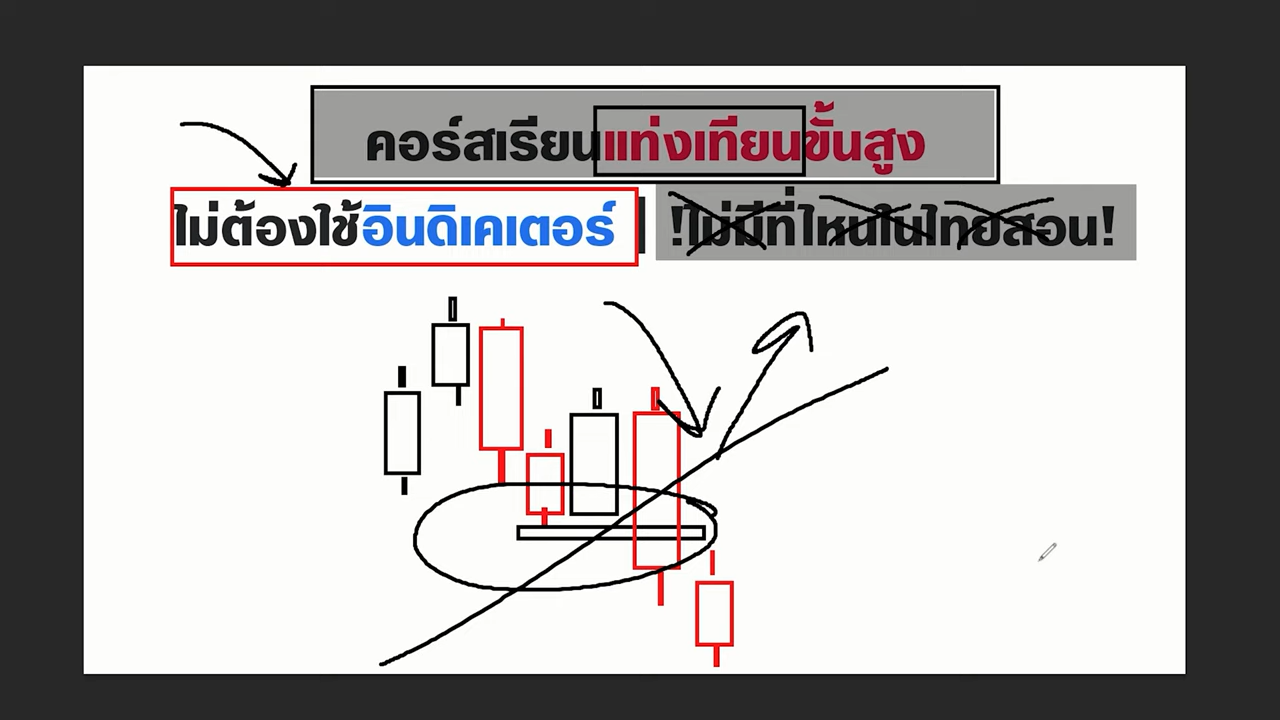 คอร์สเรียนแท่งเทียนขั้นสูง
ไม่ต้องใช้อินดิเคเตอร์ | !ไม่มีที่ไหนในไทยสอน!